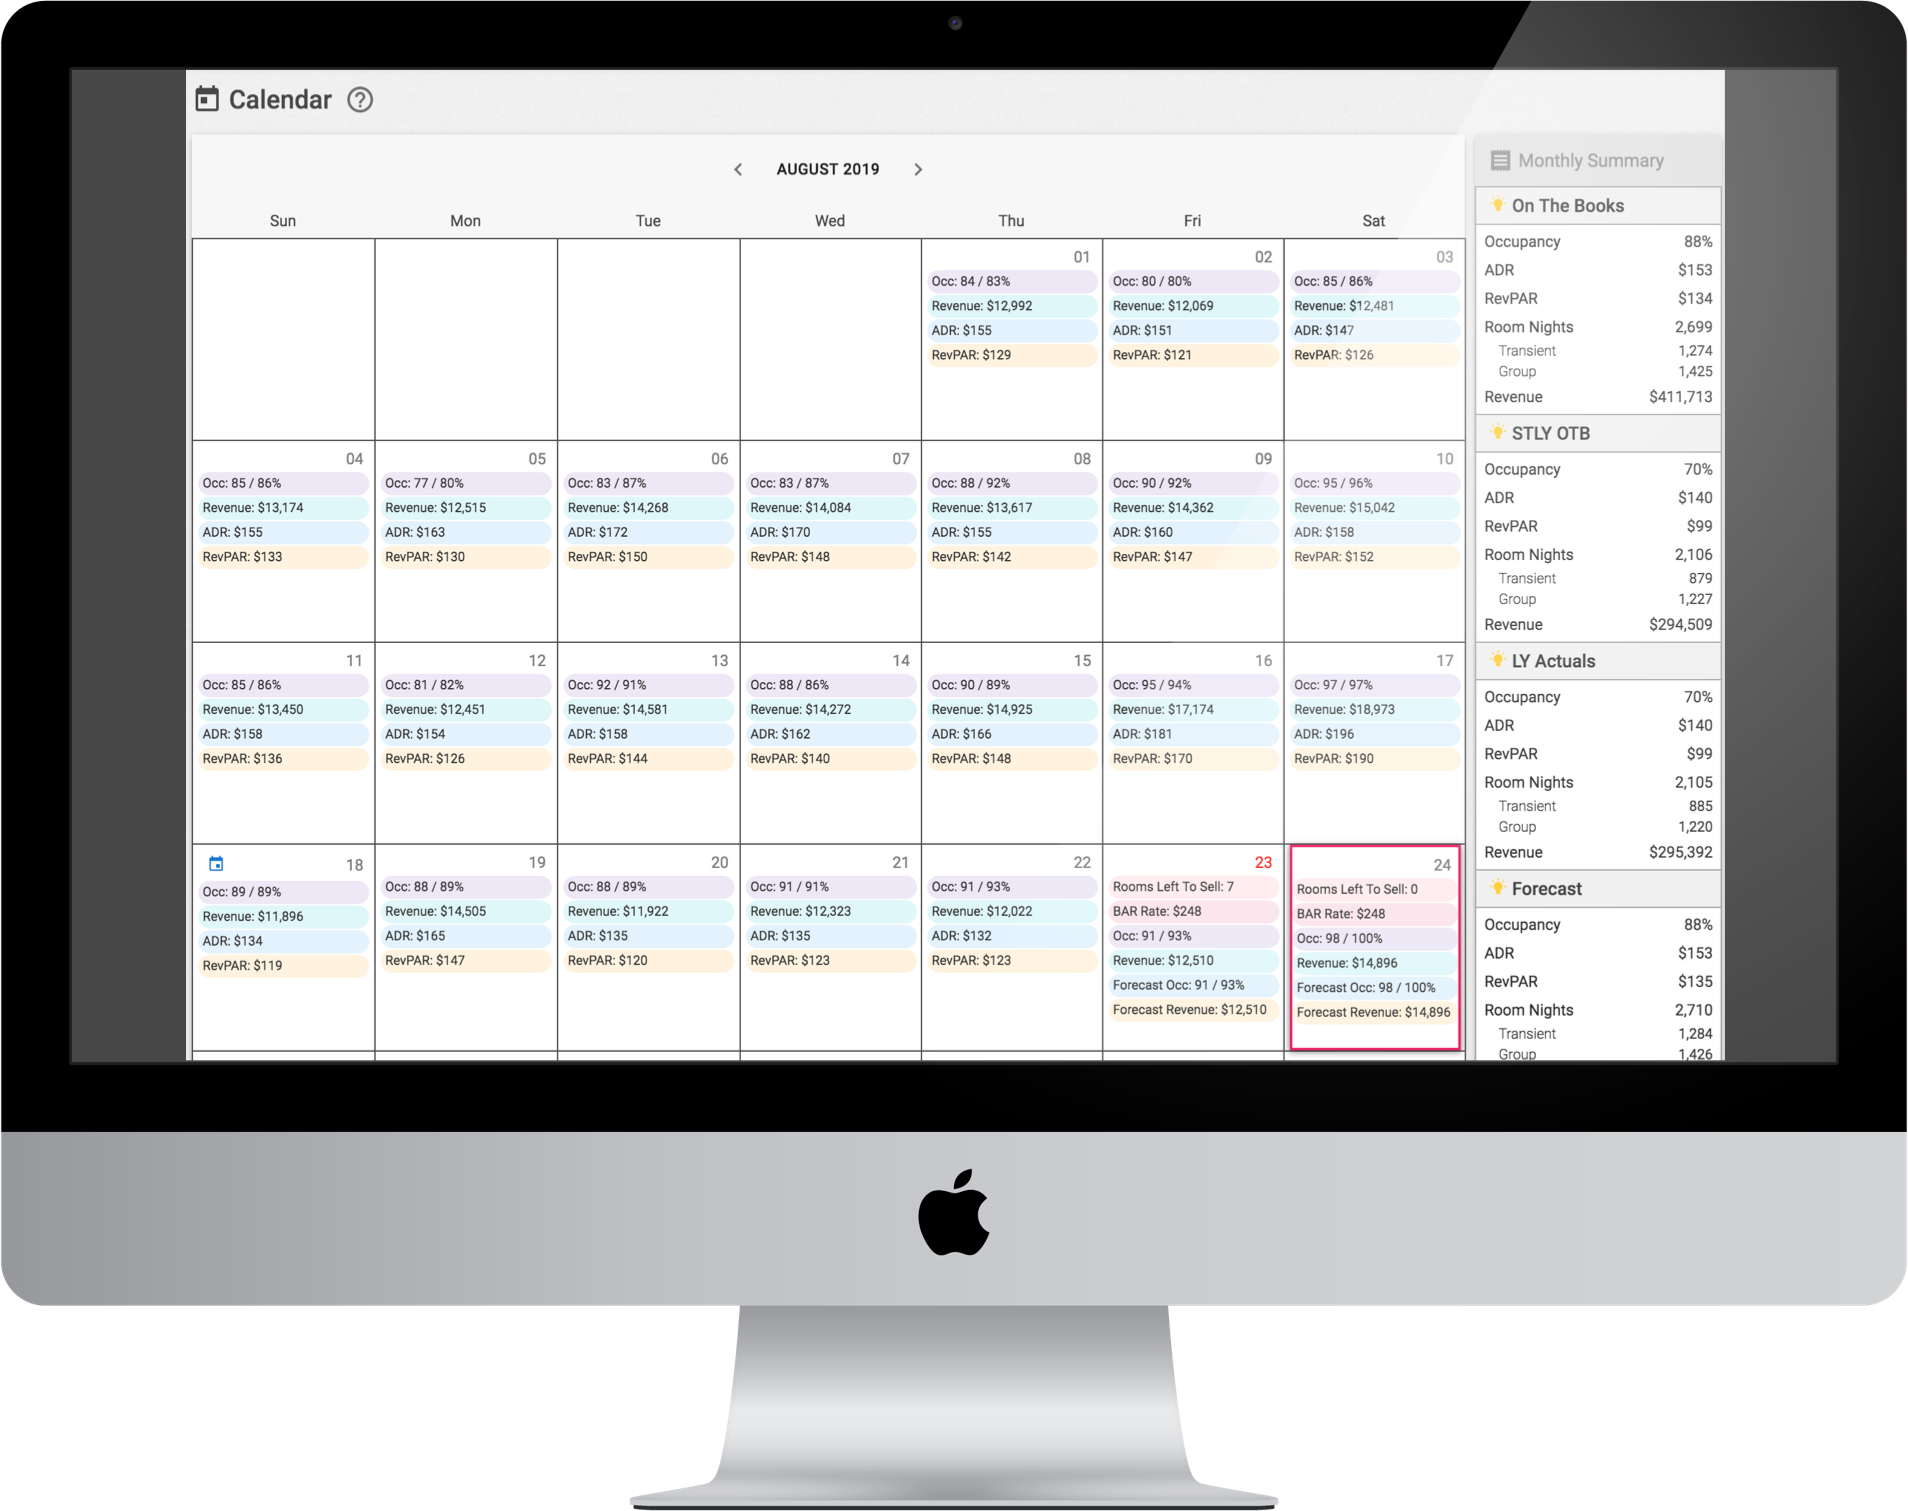 Calendar ?
AUGUST 2019
Sun Mon Tue Wed Thu Fri Sat
01
Occ: 84 / 83%
Revenue: $12,992
ADR: $155
RevPAR: $129
02
Occ: 80 / 80%
Revenue: $12,069
ADR: $151
RevPAR: $121
03
Occ: 85 / 86%
Revenue: $12,481
ADR: $147
RevPAR: $126
04
Occ: 85 / 86%
Revenue: $13,174
ADR: $155
RevPAR: $133
05
Occ: 77 / 80%
Revenue: $12,515
ADR: $163
RevPAR: $130
06
Occ: 83 / 87%
Revenue: $14,268
ADR: $172
RevPAR: $150
07
Occ: 83 / 87%
Revenue: $14,084
ADR: $170
RevPAR: $148
08
Occ: 88 / 92%
Revenue: $13,617
ADR: $155
RevPAR: $142
09
Occ: 90 / 92%
Revenue: $14,362
ADR: $160
RevPAR: $147
10
Occ: 95 / 96%
Revenue: $15,042
ADR: $158
RevPAR: $152
11
Occ: 85 / 86%
Revenue: $13,450
ADR: $158
RevPAR: $136
12
Occ: 81 / 82%
Revenue: $12,451
ADR: $154
RevPAR: $126
13
Occ: 92 / 91%
Revenue: $14,581
ADR: $158
RevPAR: $144
14
Occ: 88 / 86%
Revenue: $14,272
ADR: $162
RevPAR: $140
15
Occ: 90 / 89%
Revenue: $14,925
ADR: $166
RevPAR: $148
16
Occ: 95 / 94%
Revenue: $17,174
ADR: $181
RevPAR: $170
17
Occ: 97 / 97%
Revenue: $18,973
ADR: $196
RevPAR: $190
18
Occ: 89 / 89%
Revenue: $11,896
ADR: $134
RevPAR: $119
19
Occ: 88 / 89%
Revenue: $14,505
ADR: $165
RevPAR: $147
20
Occ: 88 / 89%
Revenue: $11,922
ADR: $135
RevPAR: $120
21
Occ: 91 / 91%
Revenue: $12,323
ADR: $135
RevPAR: $123
22
Occ: 91 / 93%
Revenue: $12,022
ADR: $132
RevPAR: $123
23
Rooms Left To Sell: 7
BAR Rate: $248
Occ: 91 / 93%
Revenue: $12,510
Forecast Occ: 91 / 93%
Forecast Revenue: $12,510
24
Rooms Left To Sell: 0
BAR Rate: $248
Occ: 98 / 100%
Revenue: $14,896
Forecast Occ: 98 / 100%
Forecast Revenue: $14,896
Monthly Summary
On The Books
Occupancy 88%
ADR $153
RevPAR $134
Room Nights 2,699
Transient 1,274
Group 1,425
Revenue $411,713
STLY OTB
Occupancy 70%
ADR $140
RevPAR $99
Room Nights 2,106
Transient 879
Group 1,227
Revenue $294,509
LY Actuals
Occupancy 70%
ADR $140
RevPAR $99
Room Nights 2,105
Transient 885
Group 1,220
Revenue $295,392
Forecast
Occupancy 88%
ADR $153
RevPAR $135
Room Nights 2,710
Transient 1,284
Group 1,426